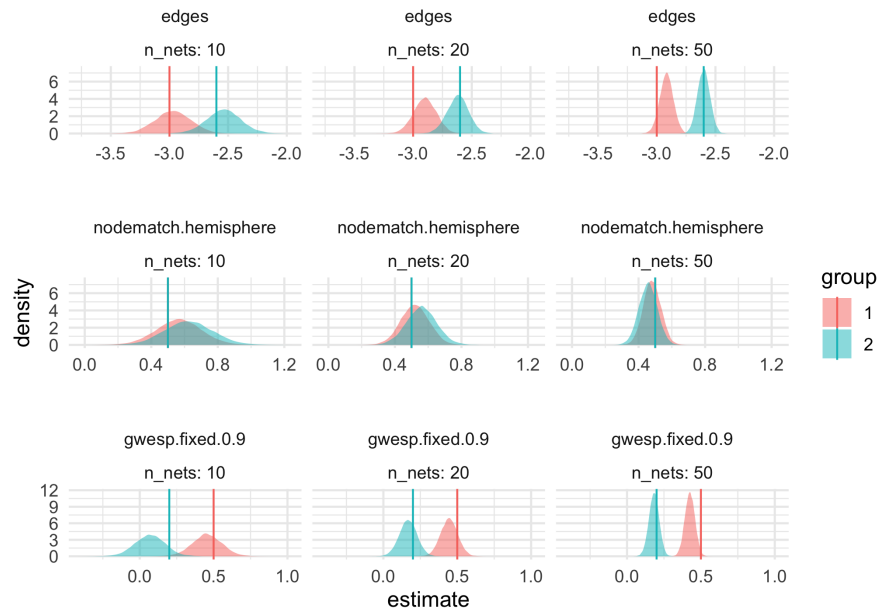 edges edges edges
n_nets: 10 n_nets: 20 n_nets: 50
6
4
2
0
-3.5 -3.0 -2.5 -2.0 -3.5 -3.0 -2.5 -2.0 -3.5 -3.0 -2.5 -2.0
nodematch.hemisphere nodematch.hemisphere nodematch.hemisphere
n_nets: 10 n_nets: 20 n_nets: 50
6
4
2
0
0.0 0.4 0.8 1.2 0.0 0.4 0.8 1.2 0.0 0.4 0.8 1.2
gwesp.fixed.0.9 gwesp.fixed.0.9 gwesp.fixed.0.9
n_nets: 10 n_nets: 20 n_nets: 50
12
9
6
3
0
0.0 0.5 1.0 0.0 0.5 1.0 0.0 0.5 1.0
estimate
density
group
1
2